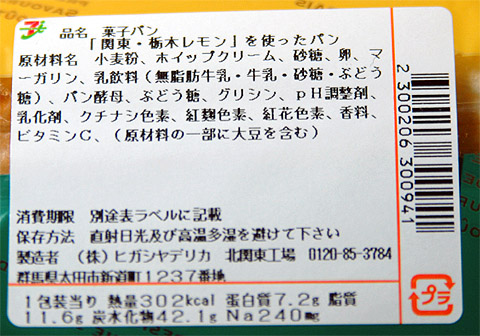 品名 菓子パン
「関東・栃木レモン」を使ったパン
原材料名 小麦粉、ホイップクリーム、砂糖、卵、マ
ーガリン、乳飲料(無脂肪牛乳・牛乳・砂糖・ぶどう
糖)、パン酵母、ぶどう糖、グリシン、pH調整剤、
乳化剤、クチナシ色素、紅麹色素、紅花色素、香料、
ビタミンC、(原材料の一部に大豆を含む)
消費期限 別途表ラベルに記載
保存方法 直射日光及び高温多湿を避けて下さい
製造者 (株)ヒガシヤデリカ 北関東工場 0120-85-3784
群馬県太田市新道町1237番地
1包装当り 熱量302kcal 蛋白質7.2g 脂質
11.6g 炭水化物42.1g Na240mg
2 300206 300941
プラ